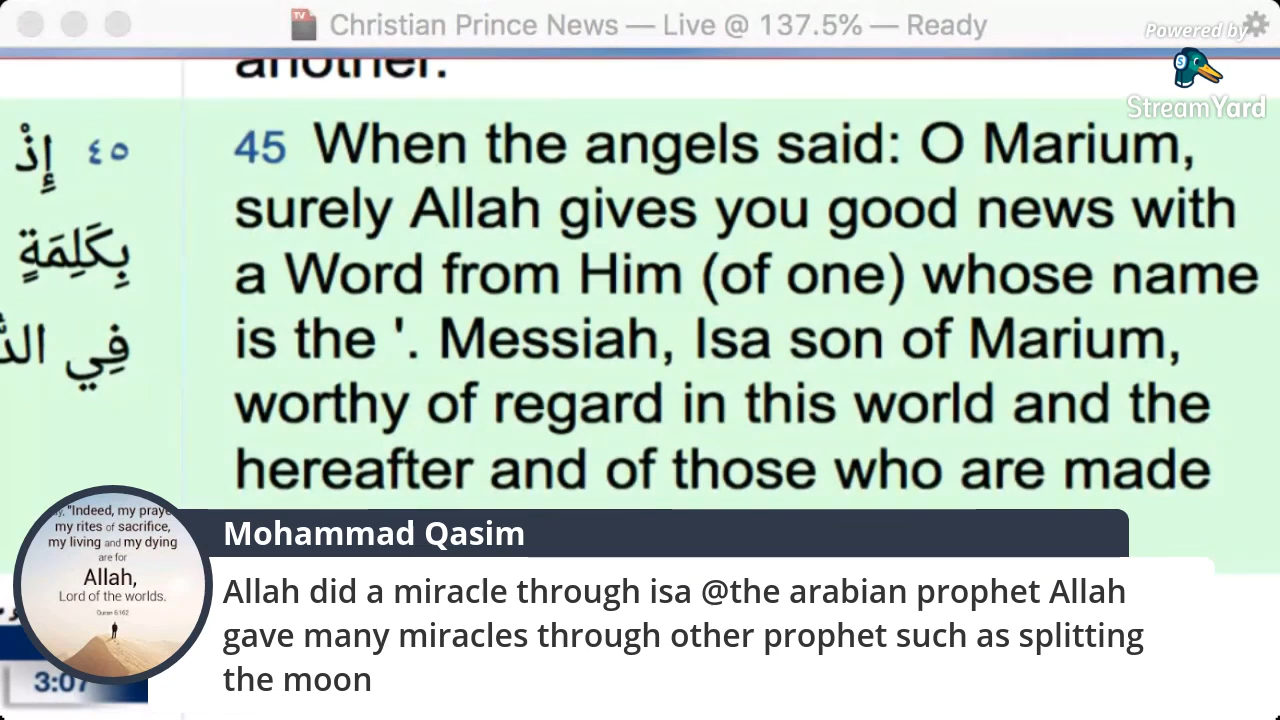 Christian Prince News — Live @ 137.5% — Ready
Powered by
StreamYard
another.
٤٥ إِذْ
بِكَلِمَةٍ
فِي
45 When the angels said: O Marium,
surely Allah gives you good news with
a Word from Him (of one) whose name
is the '. Messiah, Isa son of Marium,
worthy of regard in this world and the
hereafter and of those who are made
"Indeed, my praye
my rites of sacrifice,
my living and my dying
are for
Allah,
Lord of the worlds.
Quran 6:162
Mohammad Qasim
Allah did a miracle through isa @the arabian prophet Allah
gave many miracles through other prophet such as splitting
the moon
3:07